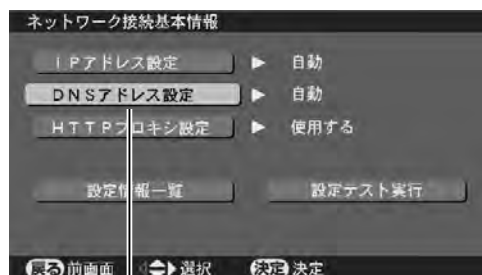 ネットワーク接続基本情報
IPアドレス設定 ▶ 自動
DNSアドレス設定 ▶ 自動
HTTPプロキシ設定 ▶ 使用する
設定情報一覧 設定テスト実行
戻る 前画面 選択 決定 決定